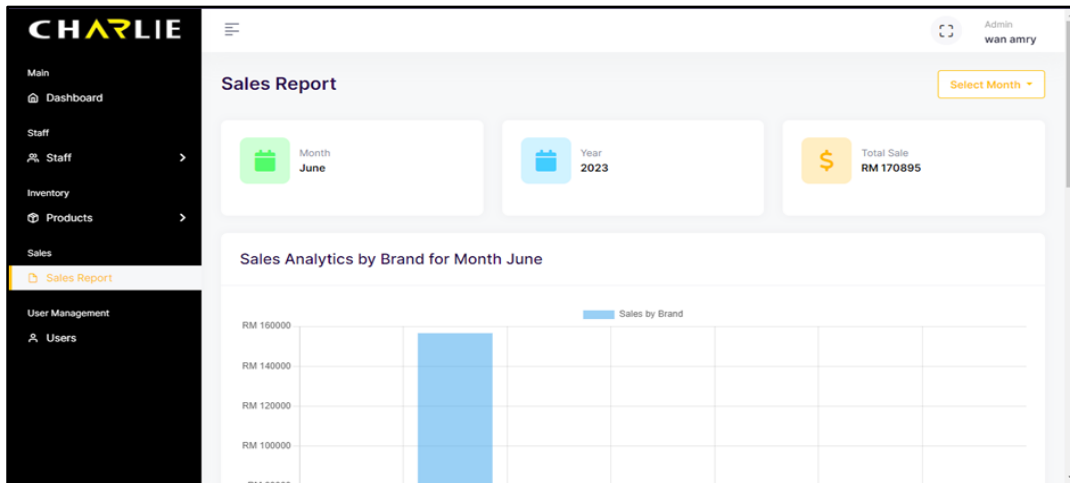 CHARLIE
Main
Dashboard
Staff
Staff
Inventory
Products
Sales
Sales Report
User Management
Users
Admin
wan amry
Sales Report
Select Month
Month
June
Year
2023
Total Sale
RM 170895
Sales Analytics by Brand for Month June
Sales by Brand
RM 160000
RM 140000
RM 120000
RM 100000